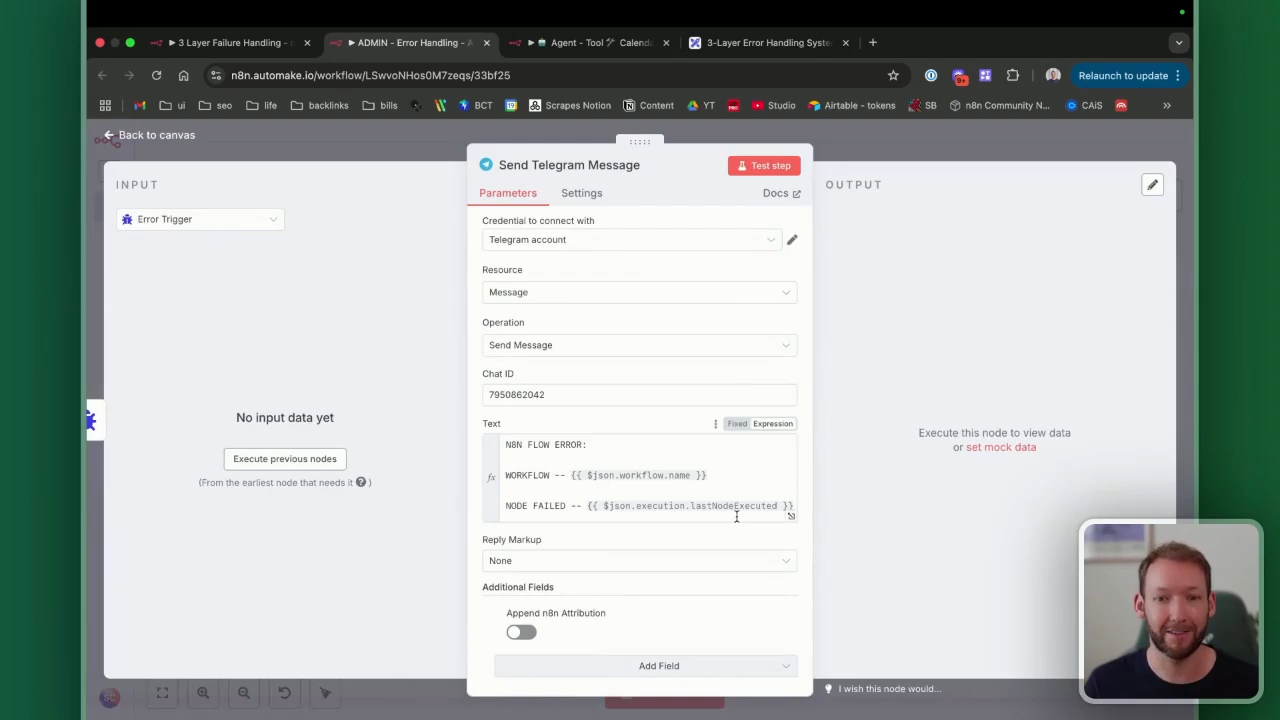 3 Layer Failure Handling -
ADMIN - Error Handling - A
Agent - Tool 🛠 Calenda
3-Layer Error Handling Syste
n8n.automake.io/workflow/LSwvoNHos0M7zeqs/33bf25
9+
Relaunch to update
ui
seo
life
backlinks
bills
BCT
Scrapes Notion
Content
YT
Studio
Airtable - tokens
SB
n8n Community N...
CAiS
Back to canvas
INPUT
Error Trigger
No input data yet
Execute previous nodes
(From the earliest node that needs it ?)
Send Telegram Message
Test step
Parameters
Settings
Docs
Credential to connect with
Telegram account
Resource
Message
Operation
Send Message
Chat ID
7950862042
Text
Fixed
Expression
fx
N8N FLOW ERROR:
WORKFLOW -- {{ $json.workflow.name }}
NODE FAILED -- {{ $json.execution.lastNodeExecuted }}
Reply Markup
None
Additional Fields
Append n8n Attribution
Add Field
OUTPUT
Execute this node to view data
or set mock data
I wish this node would...